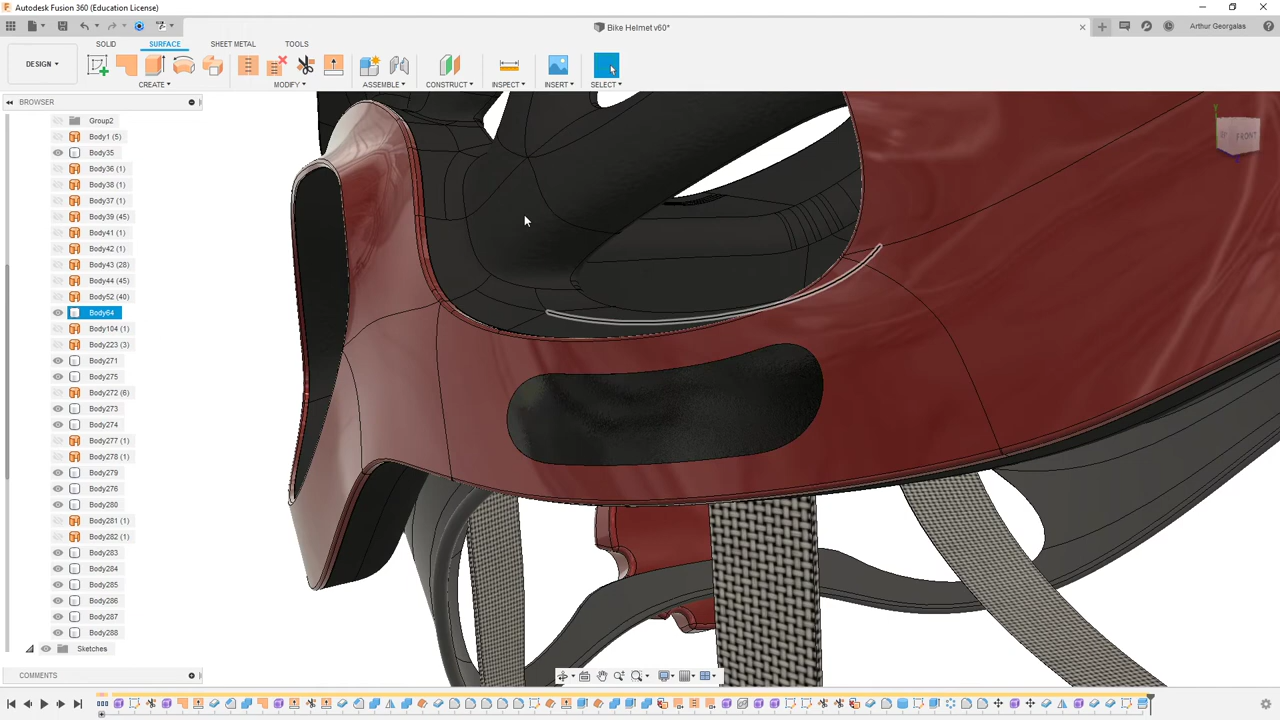 Autodesk Fusion 360 (Education License)
Bike Helmet v60*
Arthur Georgalas
SOLID SURFACE SHEET METAL TOOLS
DESIGN
CREATE MODIFY ASSEMBLE CONSTRUCT INSPECT INSERT SELECT
BROWSER
Group2
Body1 (5)
Body35
Body36 (1)
Body38 (1)
Body37 (1)
Body39 (45)
Body41 (1)
Body42 (1)
Body43 (28)
Body44 (45)
Body52 (40)
Body64
Body104 (1)
Body223 (3)
Body271
Body275
Body272 (6)
Body273
Body274
Body277 (1)
Body278 (1)
Body279
Body276
Body280
Body281 (1)
Body282 (1)
Body283
Body284
Body285
Body286
Body287
Body288
Sketches
COMMENTS
FRONT